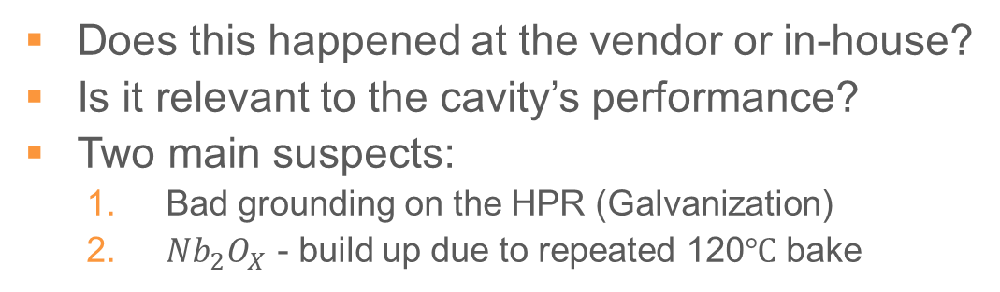 ▪ Does this happened at the vendor or in-house?
▪ Is it relevant to the cavity’s performance?
▪ Two main suspects:
1. Bad grounding on the HPR (Galvanization)
2. Nb₂Oₓ - build up due to repeated 120°C bake